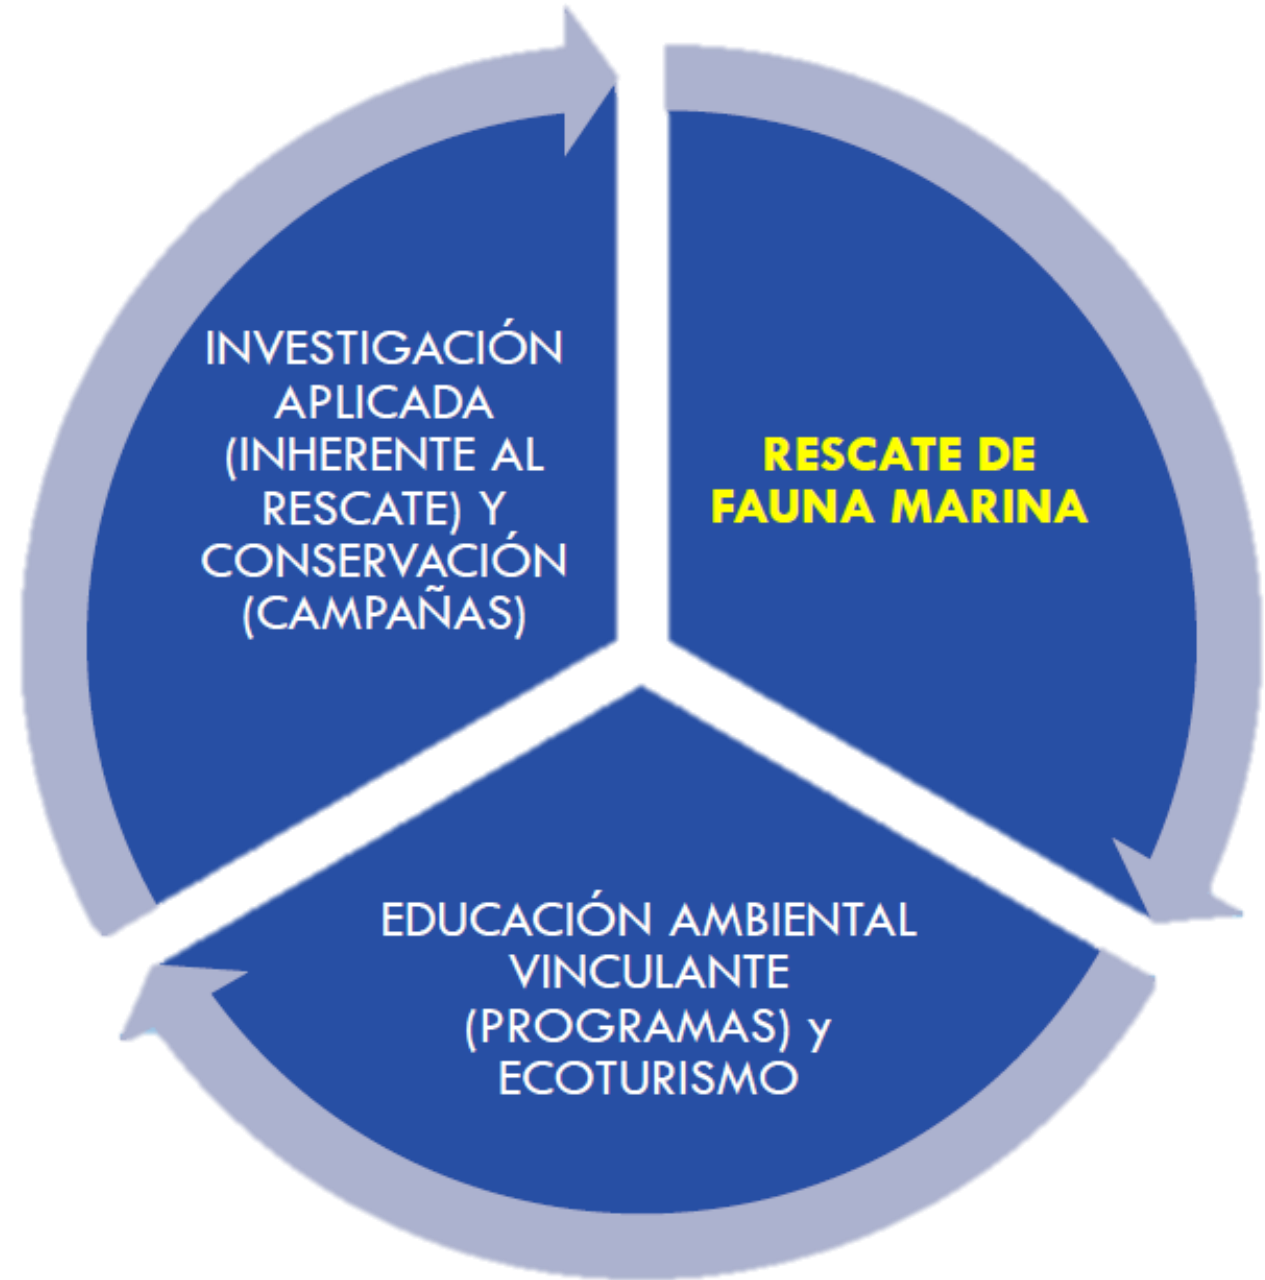 INVESTIGACIÓN
APLICADA
(INHERENTE AL
RESCATE) Y
CONSERVACIÓN
(CAMPAÑAS)
RESCATE DE
FAUNA MARINA
EDUCACIÓN AMBIENTAL
VINCULANTE
(PROGRAMAS) y
ECOTURISMO